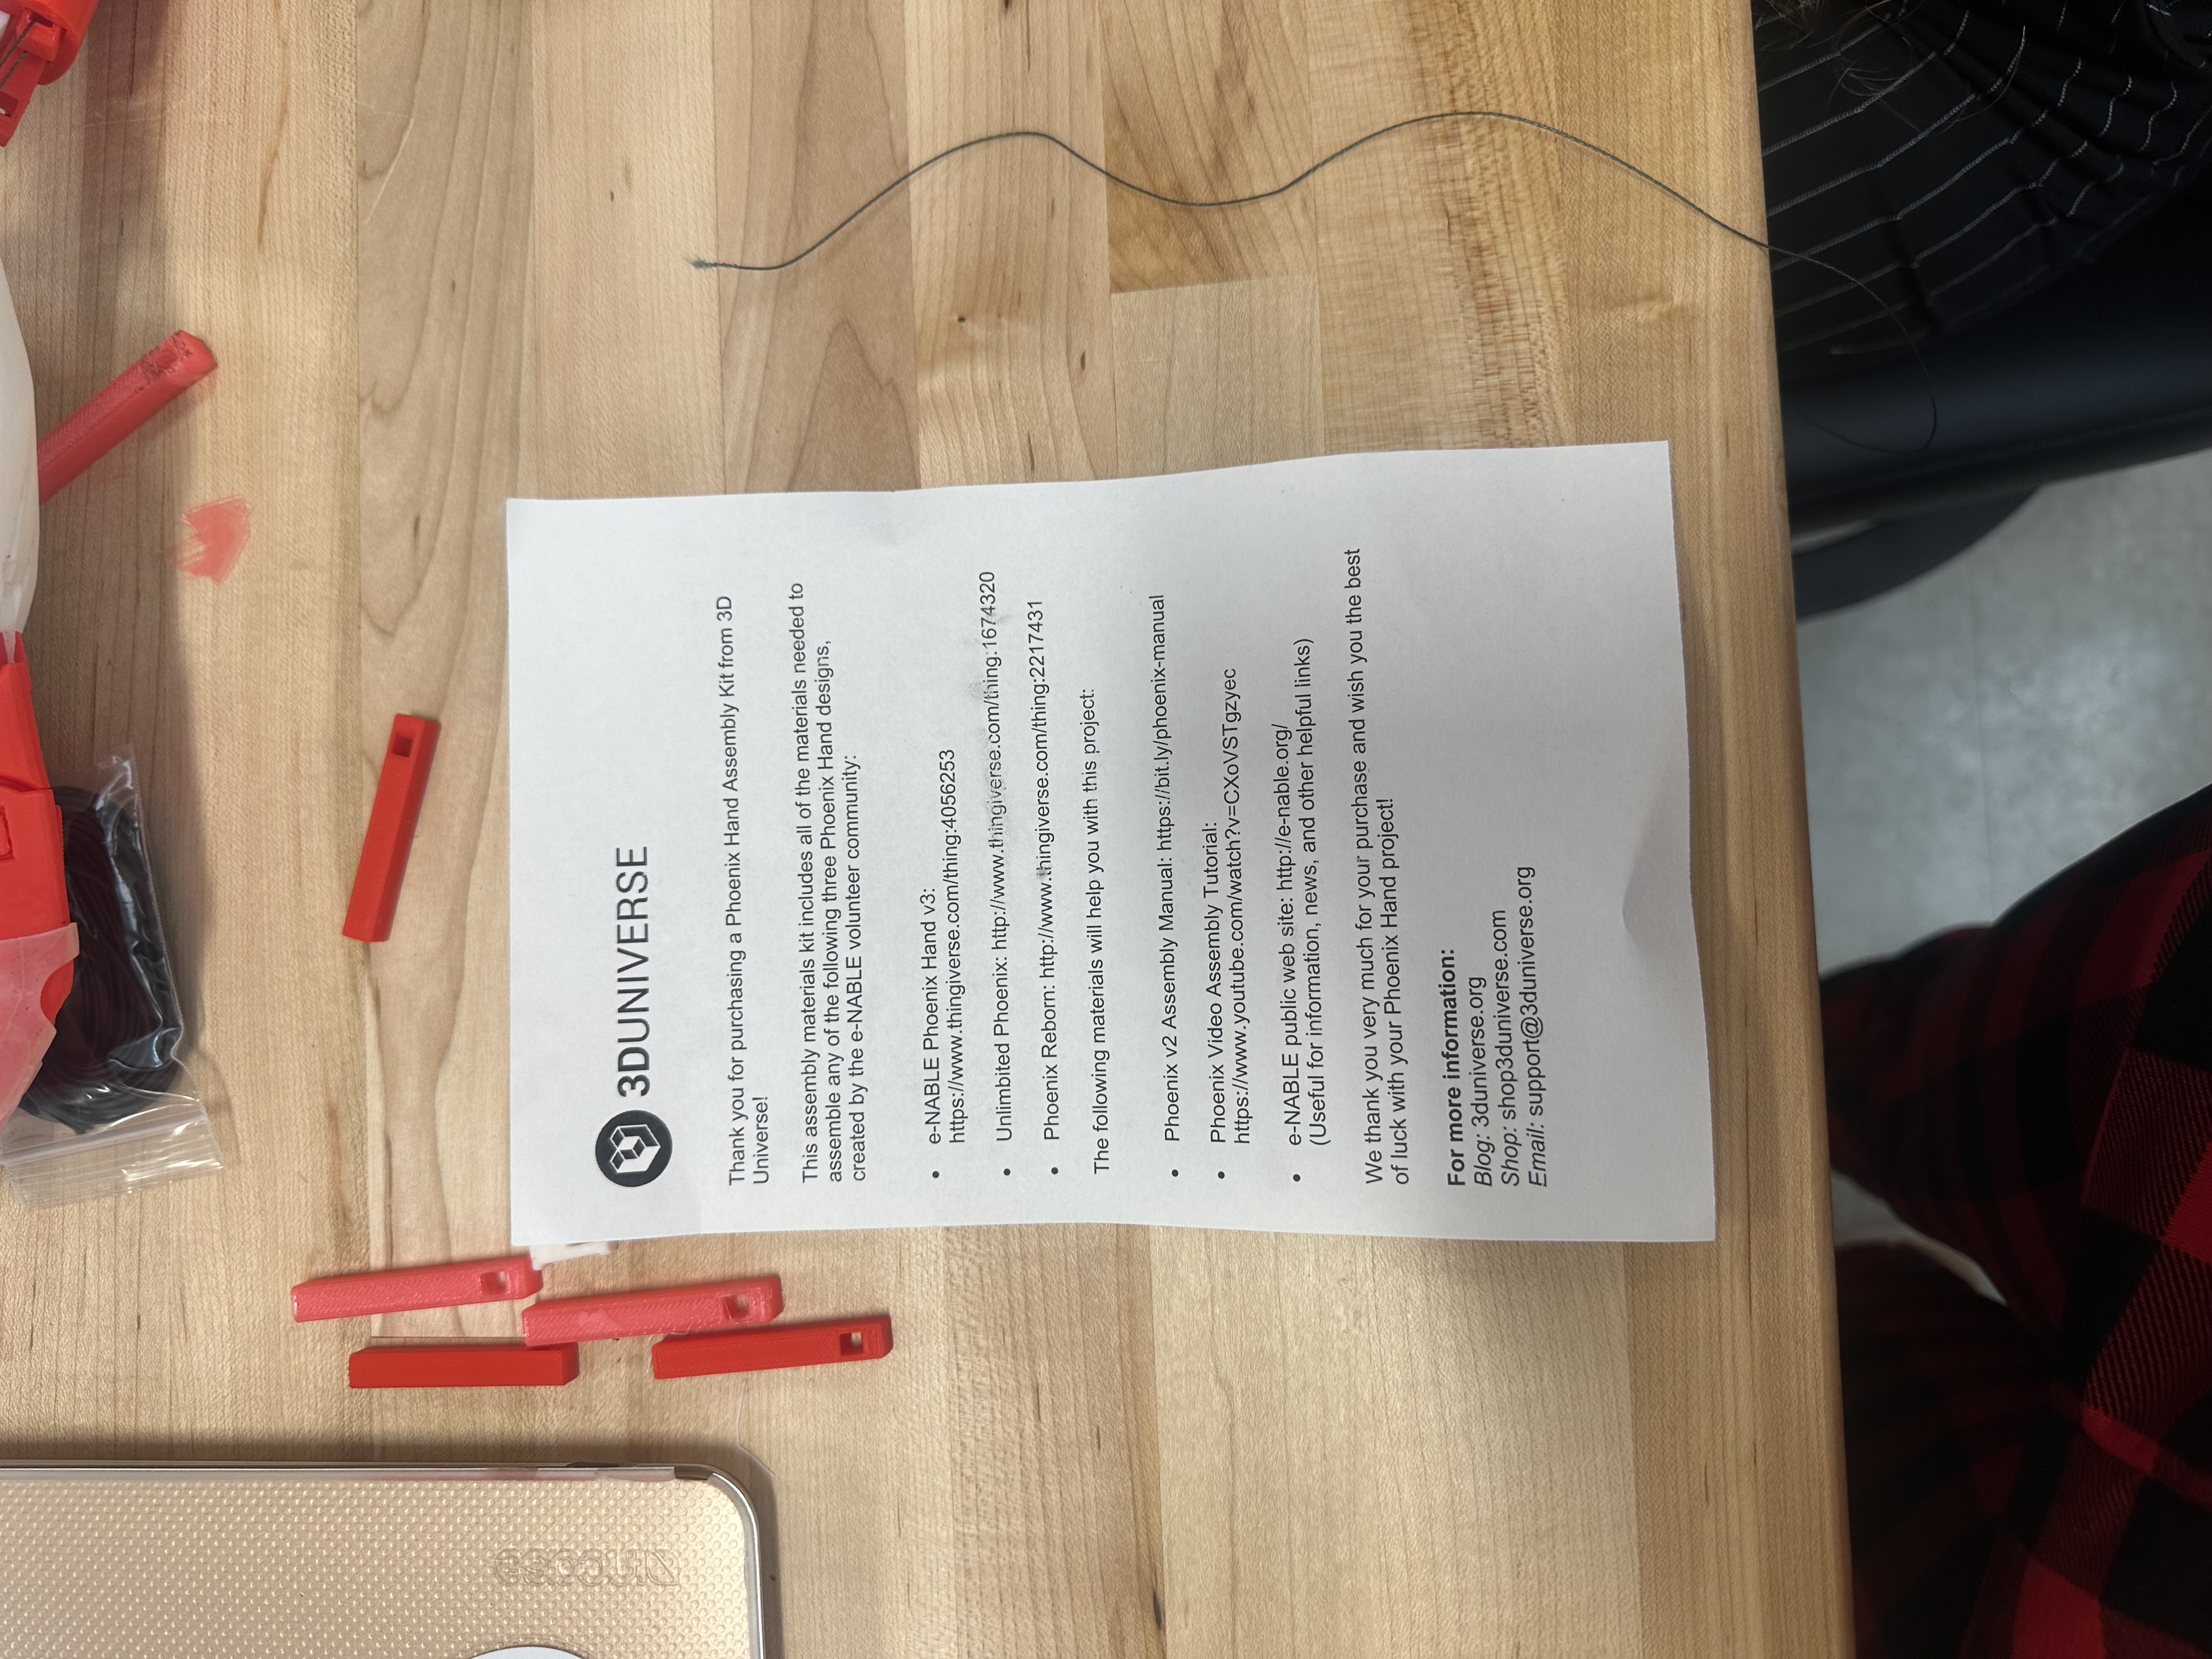 3DUNIVERSE
Thank you for purchasing a Phoenix Hand Assembly Kit from 3D
Universe!
This assembly materials kit includes all of the materials needed to
assemble any of the following three Phoenix Hand designs,
created by the e-NABLE volunteer community:
• e-NABLE Phoenix Hand v3:
https://www.thingiverse.com/thing:4056253
• Unlimbited Phoenix: http://www.thingiverse.com/thing:1674320
• Phoenix Reborn: http://www.thingiverse.com/thing:2217431
The following materials will help you with this project:
• Phoenix v2 Assembly Manual: https://bit.ly/phoenix-manual
• Phoenix Video Assembly Tutorial:
https://www.youtube.com/watch?v=CXoVSTgzyec
• e-NABLE public web site: http://e-nable.org/
(Useful for information, news, and other helpful links)
We thank you very much for your purchase and wish you the best
of luck with your Phoenix Hand project!
For more information:
Blog: 3duniverse.org
Shop: shop3duniverse.com
Email: support@3duniverse.org